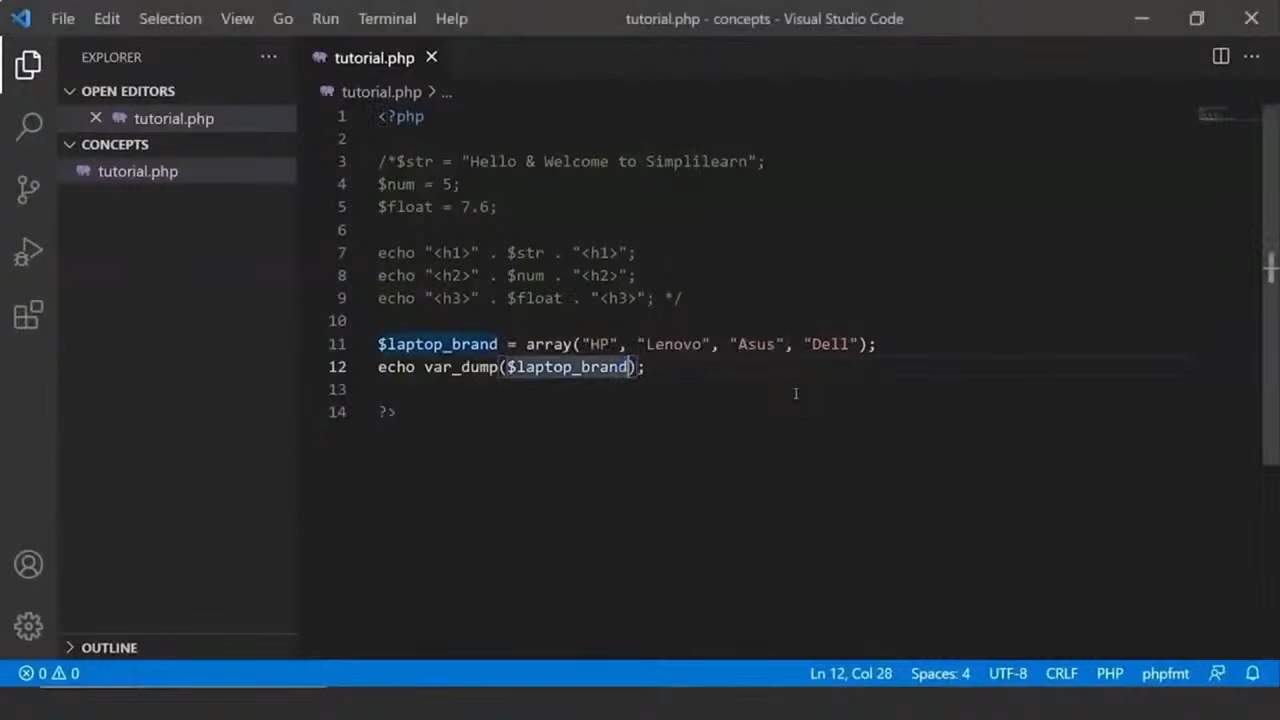 File Edit Selection View Go Run Terminal Help tutorial.php - concepts - Visual Studio Code
EXPLORER ... tutorial.php
OPEN EDITORS tutorial.php > ...
tutorial.php
CONCEPTS
tutorial.php
1 <?php
2
3 /*$str = "Hello & Welcome to Simplilearn";
4 $num = 5;
5 $float = 7.6;
6
7 echo "<h1>" . $str . "<h1>";
8 echo "<h2>" . $num . "<h2>";
9 echo "<h3>" . $float . "<h3>"; */
10
11 $laptop_brand = array("HP", "Lenovo", "Asus", "Dell");
12 echo var_dump($laptop_brand);
13
14 ?>
OUTLINE
0 0 Ln 12, Col 28 Spaces: 4 UTF-8 CRLF PHP phpfmt